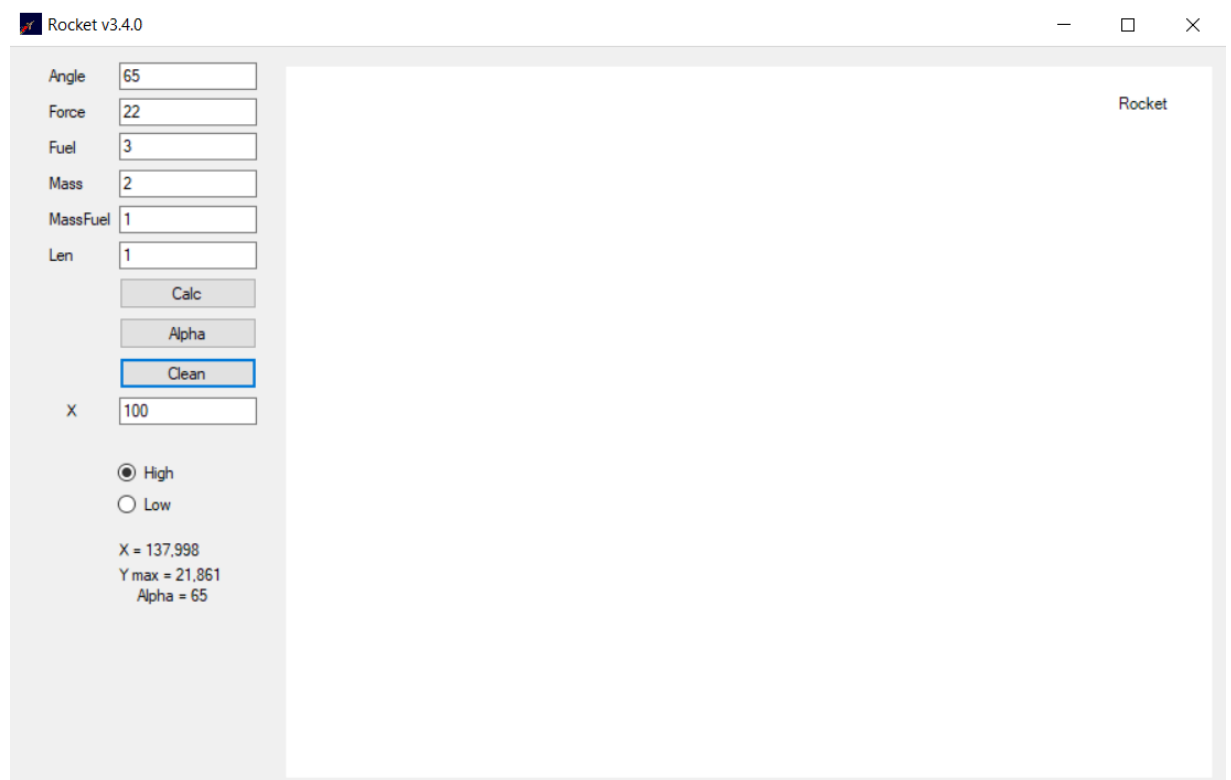 Rocket v3.4.0
Angle 65
Rocket
Force 22
Fuel 3
Mass 2
MassFuel 1
Len 1
Calc
Alpha
Clean
X 100
High
Low
X = 137,998
Y max = 21,861
Alpha = 65